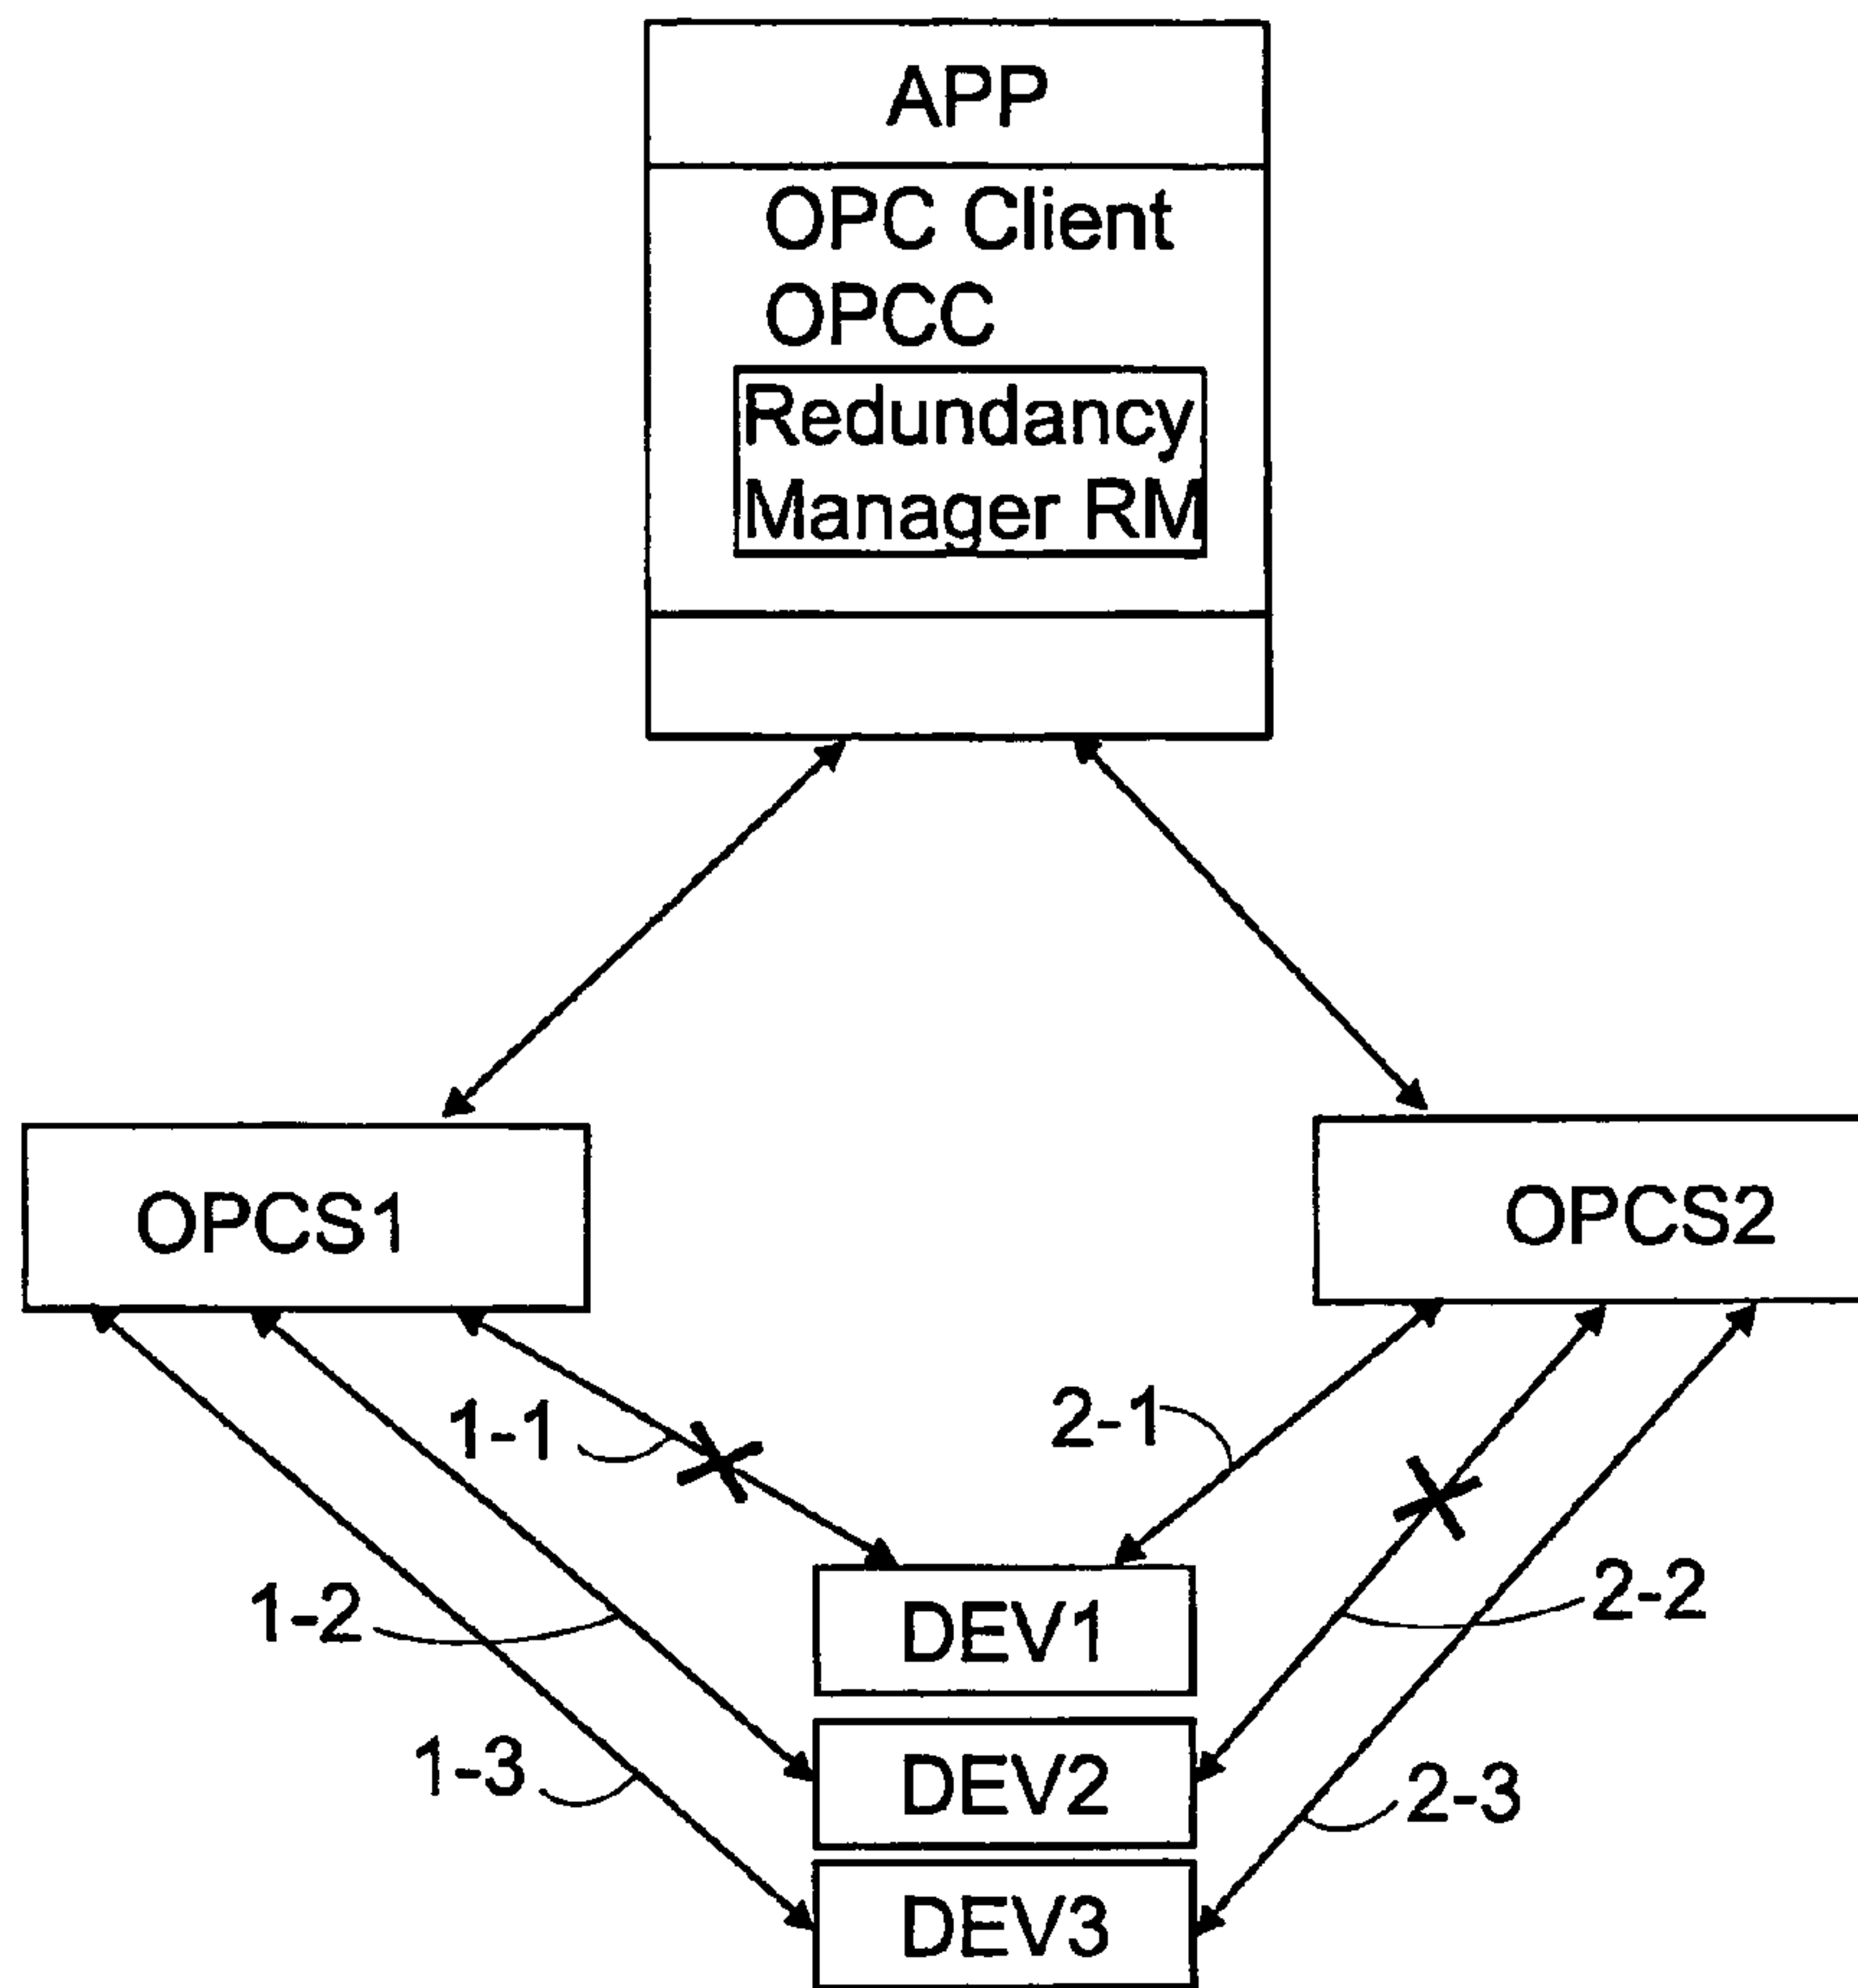 APP
OPC Client
OPCC
Redundancy
Manager RM
OPCS1
OPCS2
1-1
2-1
1-2
2-2
1-3
2-3
DEV1
DEV2
DEV3